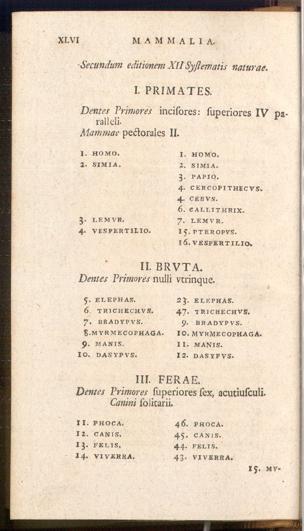 XLVI MAMMALIA.
Secundum editionem XII Syſtematis naturae.
I. PRIMATES.
Dentes Primores inciſores: ſuperiores IV pa-
ralleli.
Mammae pectorales II.
1. HOMO. 1. HOMO.
2. SIMIA. 2. SIMIA.
3. PAPIO.
4. CERCOPITHECVS.
4. CEBVS.
6. CALLITHRIX.
3. LEMVR. 7. LEMVR.
4. VESPERTILIO. 15. PTEROPVS.
16. VESPERTILIO.
II. BRVTA.
Dentes Primores nulli vtrinque.
5. ELEPHAS. 23. ELEPHAS.
6. TRICHECHVS. 47. TRICHECHVS.
7. BRADYPVS. 9. BRADYPVS.
8. MYRMECOPHAGA. 10. MYRMECOPHAGA.
9. MANIS. 11. MANIS.
10. DASYPVS. 12. DASYPVS.
III. FERAE.
Dentes Primores ſuperiores ſex, acutiuſculi.
Canini ſolitarii.
11. PHOCA. 46. PHOCA.
12. CANIS. 45. CANIS.
13. FELIS. 44. FELIS.
14. VIVERRA. 43. VIVERRA.
15. MV-